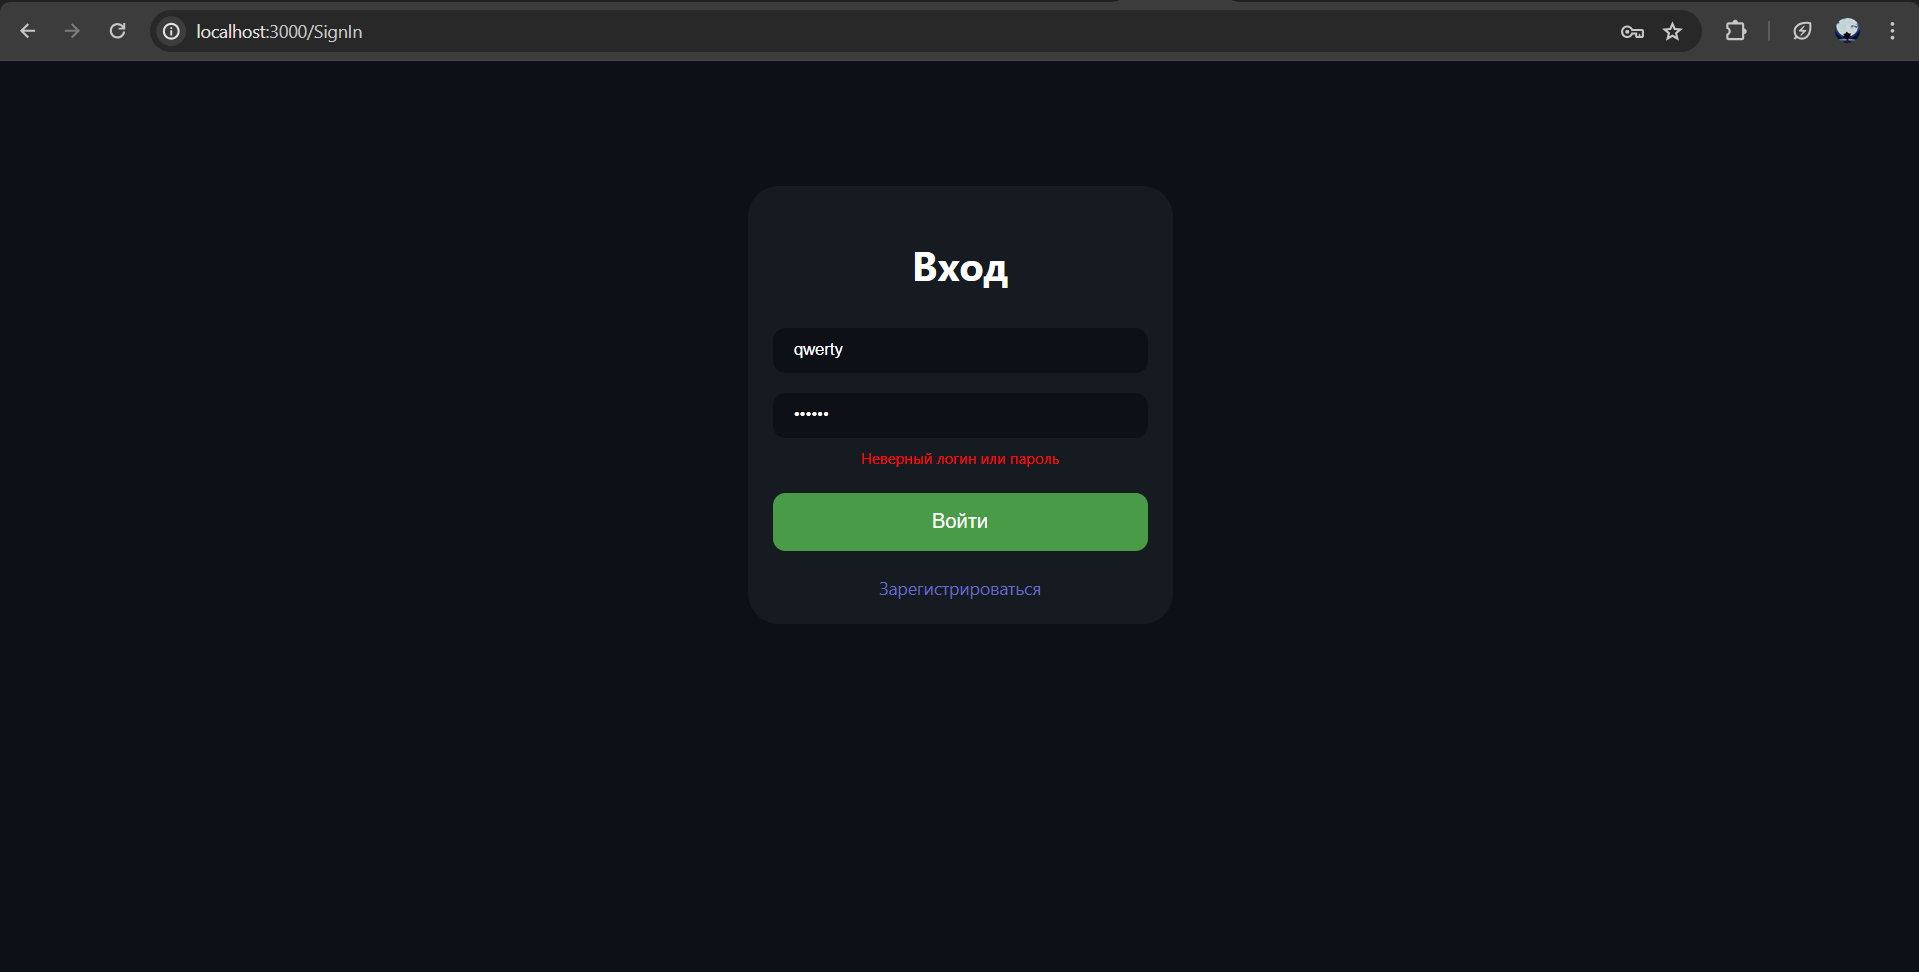 localhost:3000/SignIn
Вход
qwerty
••••••
Неверный логин или пароль
Войти
Зарегистрироваться